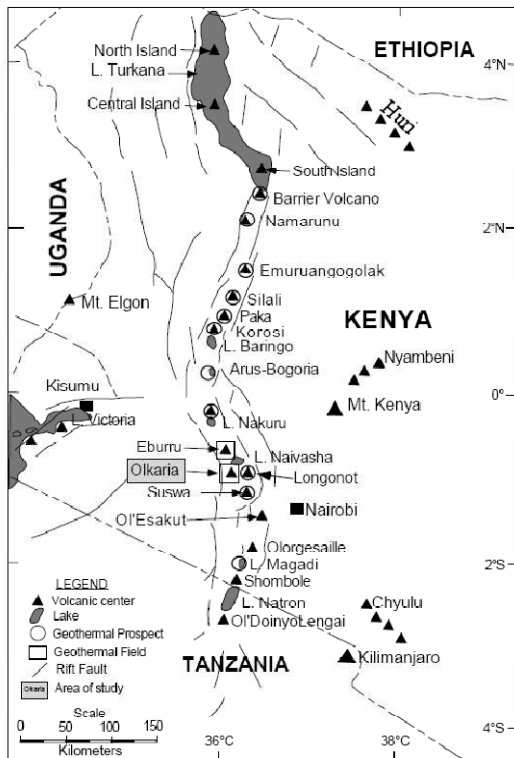 ETHIOPIA
4°N
North Island
L. Turkana
Central Island
Huri
South Island
Barrier Volcano
2°N
Namarunu
UGANDA
Emuruangogolak
Mt. Elgon
Silali
Paka
KENYA
Korosi
L. Baringo
Nyambeni
Arus-Bogoria
0°
Kisumu
Mt. Kenya
L. Victoria
L. Nakuru
Eburru
L. Naivasha
Olkaria
Longonot
Suswa
Nairobi
Ol'Esakut
Olorgesaille
2°S
L. Magadi
Shombole
L. Natron
Chyulu
Ol'DoinyoLengai
TANZANIA
Kilimanjaro
LEGEND
Volcanic center
Lake
Geothermal Prospect
Geothermal Field
Rift Fault
Okaria Area of study
Scale
0 50 100 150
Kilometers
4°S
36°C
38°C